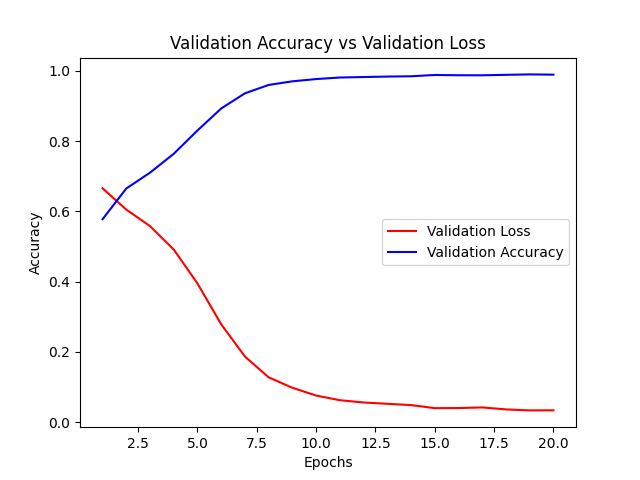 Validation Accuracy vs Validation Loss
1.0
0.8
0.6
0.4
0.2
0.0
Accuracy
Validation Loss
Validation Accuracy
2.5 5.0 7.5 10.0 12.5 15.0 17.5 20.0
Epochs